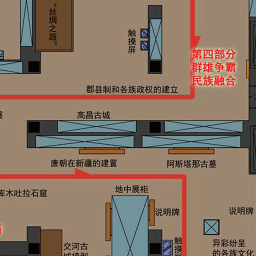 "丝绸之路
触摸屏
第四部分
群雄争霸
民族融合
郡县制和各族政权的建立
高昌古城
唐朝在新疆的建置
阿斯塔那古墓
库木吐拉石窟
地中展柜
说明牌
说明牌
交河古
触摸
异彩纷呈
的各族文化